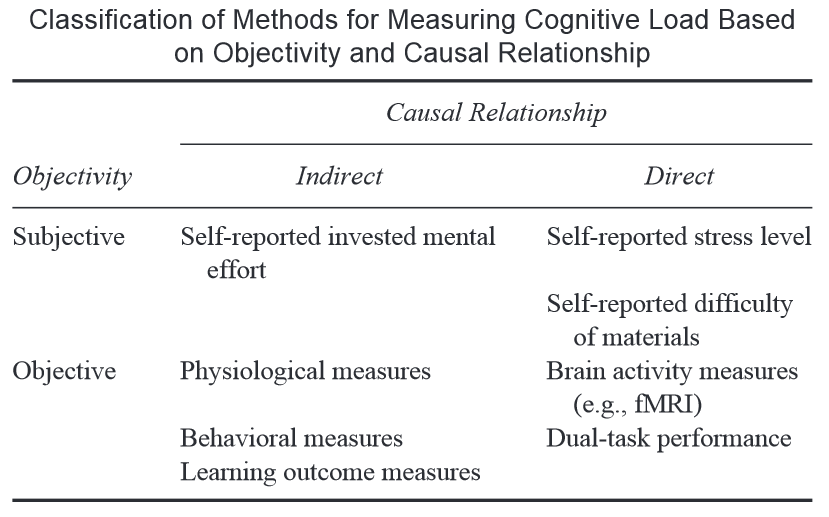 Classification of Methods for Measuring Cognitive Load Based
on Objectivity and Causal Relationship
Causal Relationship
Objectivity Indirect Direct
Subjective Self-reported invested mental Self-reported stress level
effort
Self-reported difficulty
of materials
Objective Physiological measures Brain activity measures
(e.g., fMRI)
Behavioral measures Dual-task performance
Learning outcome measures